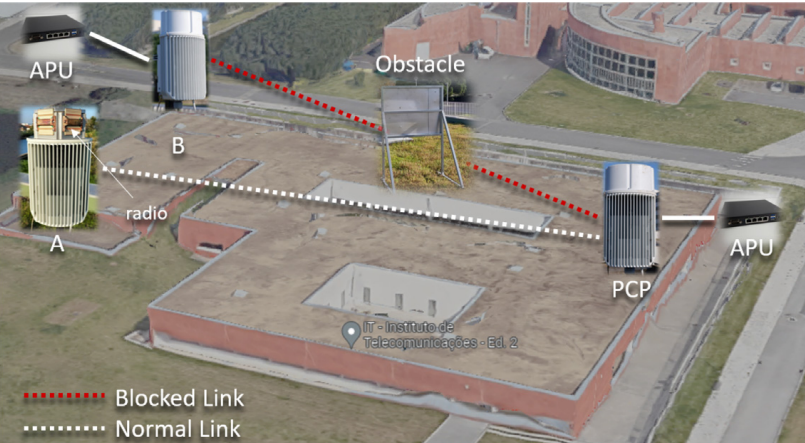 APU
Obstacle
B
radio
A
APU
PCP
IT - Instituto de
Telecomunicações - Ed. 2
Blocked Link
Normal Link